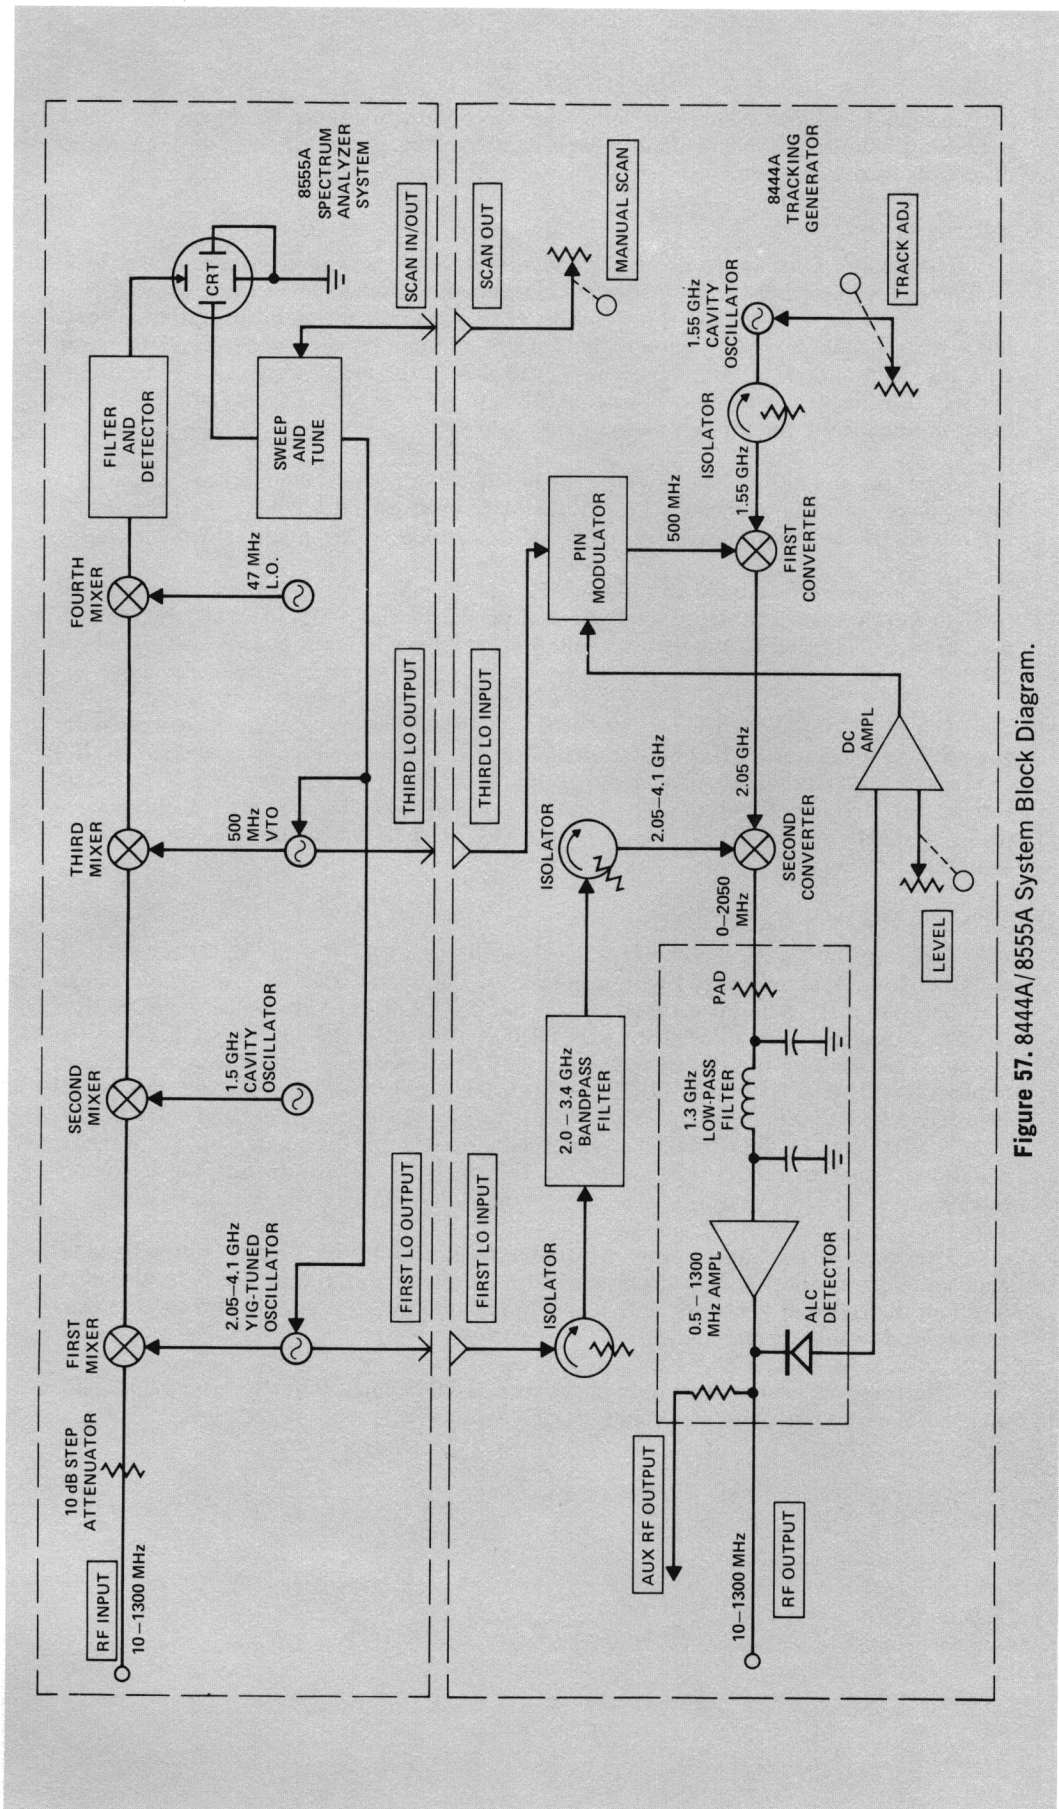 RF INPUT
10–1300 MHz
10 dB STEP
ATTENUATOR
FIRST
MIXER
2.05–4.1 GHz
YIG-TUNED
OSCILLATOR
SECOND
MIXER
1.5 GHz
CAVITY
OSCILLATOR
THIRD
MIXER
500
MHz
VTO
FOURTH
MIXER
47 MHz
L.O.
FILTER
AND
DETECTOR
SWEEP
AND
TUNE
CRT
8555A
SPECTRUM
ANALYZER
SYSTEM
FIRST LO OUTPUT
THIRD LO OUTPUT
SCAN IN/OUT
FIRST LO INPUT
THIRD LO INPUT
SCAN OUT
ISOLATOR
2.0 – 3.4 GHz
BANDPASS
FILTER
ISOLATOR
2.05–4.1 GHz
PIN
MODULATOR
500 MHz
MANUAL SCAN
AUX RF OUTPUT
10–1300 MHz
RF OUTPUT
0.5 – 1300
MHz AMPL
ALC
DETECTOR
1.3 GHz
LOW-PASS
FILTER
PAD
0–2050
MHz
SECOND
CONVERTER
2.05 GHz
FIRST
CONVERTER
1.55 GHz
ISOLATOR
1.55 GHz
CAVITY
OSCILLATOR
8444A
TRACKING
GENERATOR
TRACK ADJ
DC
AMPL
LEVEL
Figure 57. 8444A/8555A System Block Diagram.